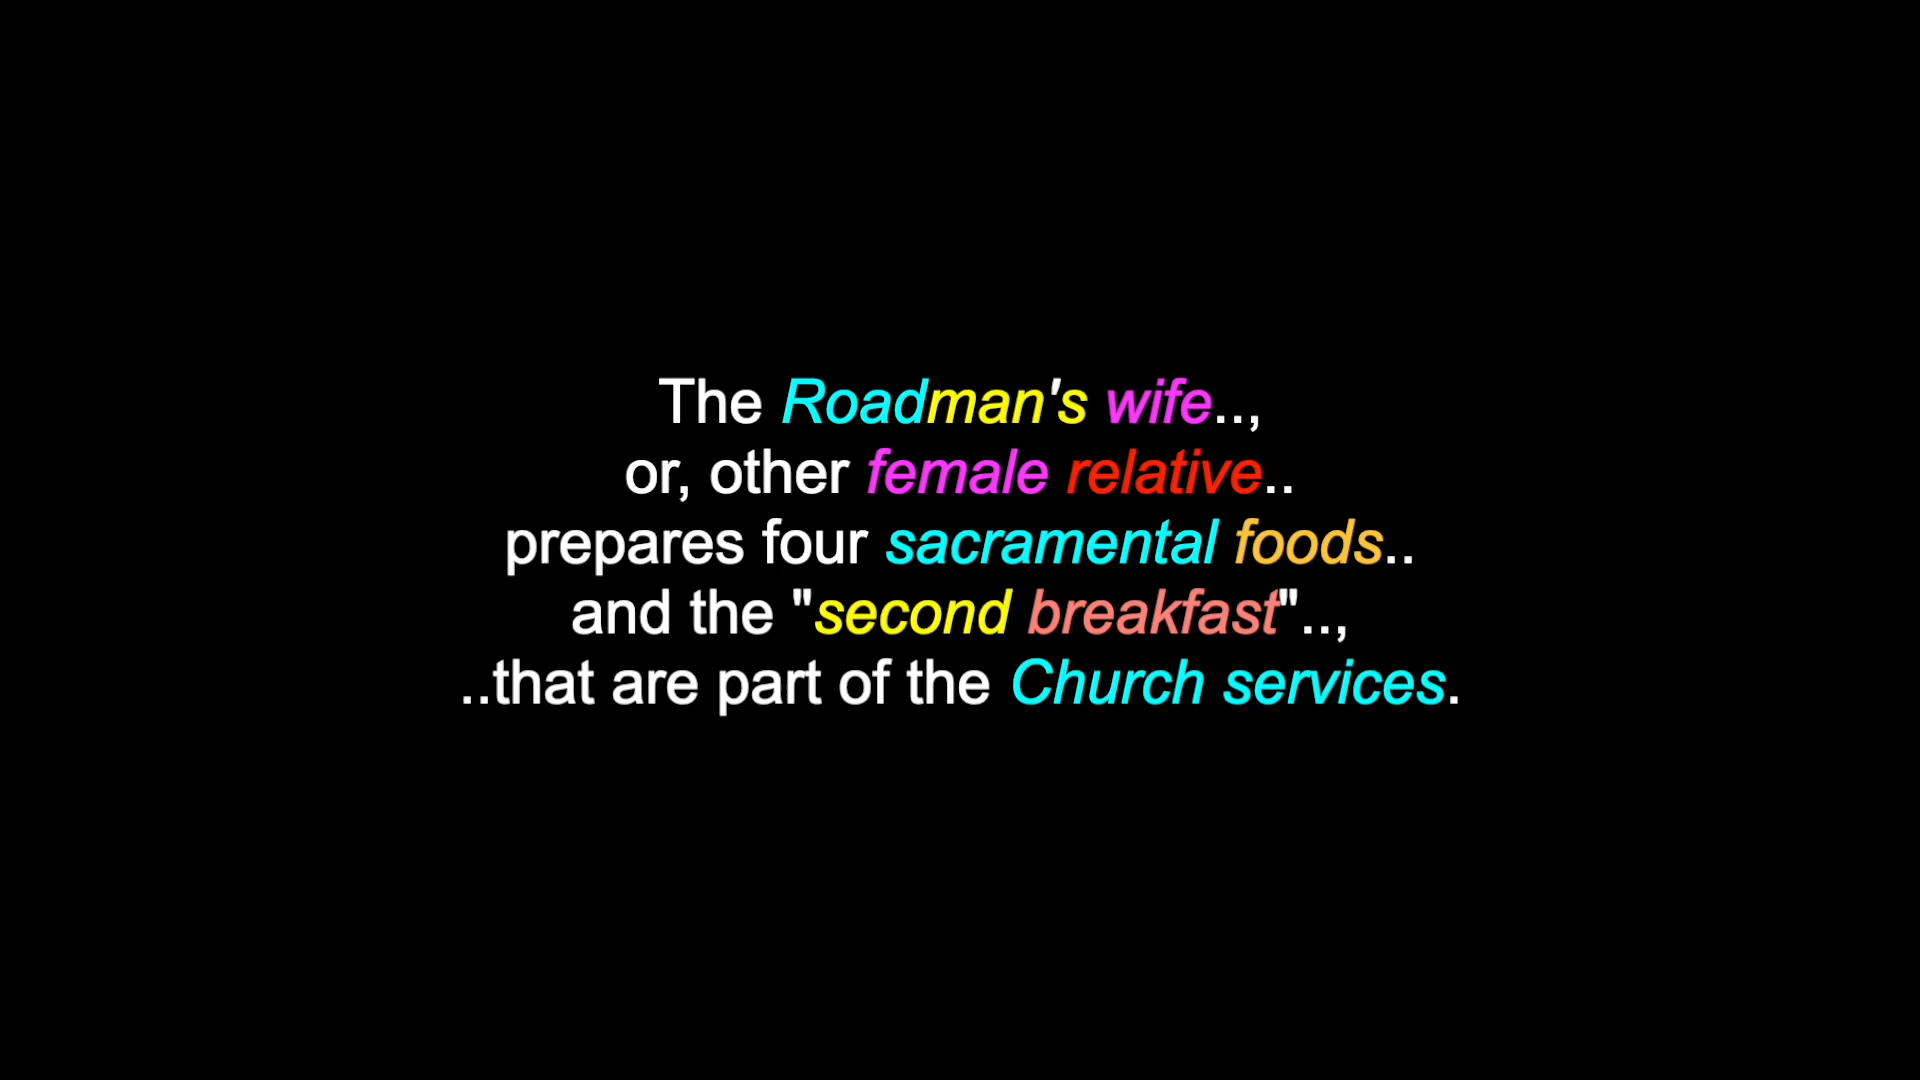 The Roadman's wife..,
or, other female relative..
prepares four sacramental foods..
and the "second breakfast"..,
..that are part of the Church services.